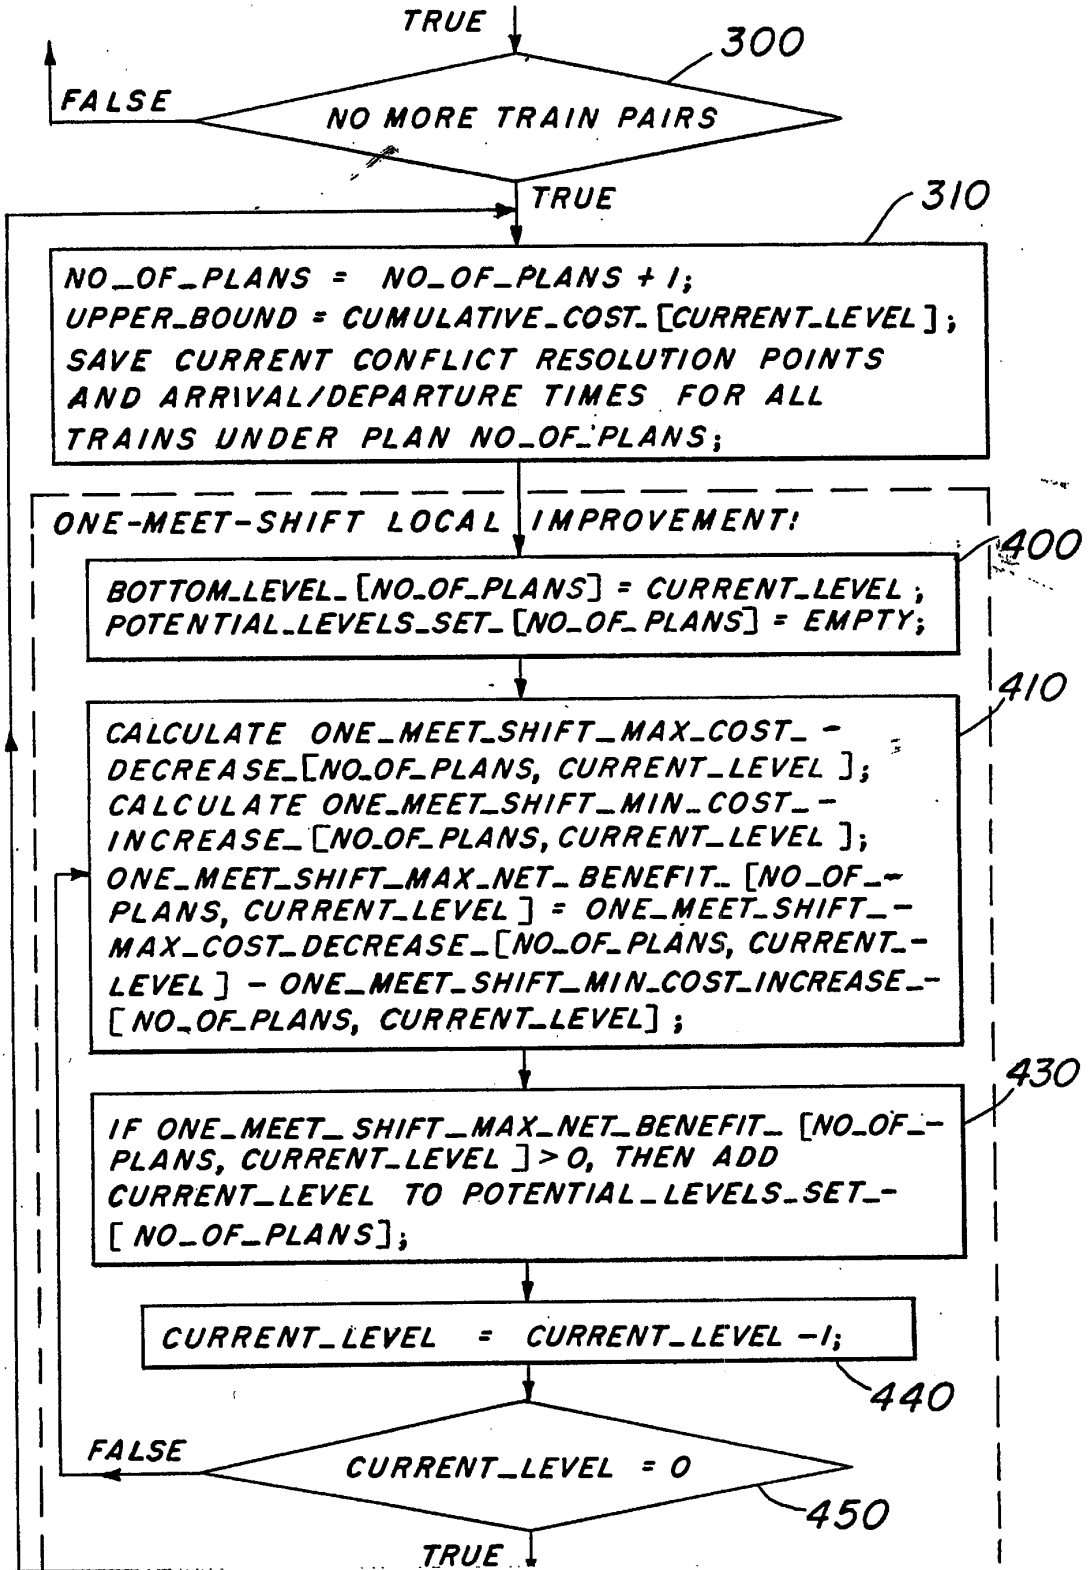 TRUE
300
FALSE
NO MORE TRAIN PAIRS
TRUE
310
NO_OF_PLANS = NO_OF_PLANS + 1;
UPPER_BOUND = CUMULATIVE_COST_[CURRENT_LEVEL];
SAVE CURRENT CONFLICT RESOLUTION POINTS
AND ARRIVAL/DEPARTURE TIMES FOR ALL
TRAINS UNDER PLAN NO_OF_PLANS;
ONE-MEET-SHIFT LOCAL IMPROVEMENT:
400
BOTTOM_LEVEL_[NO_OF_PLANS] = CURRENT_LEVEL;
POTENTIAL_LEVELS_SET_[NO_OF_PLANS] = EMPTY;
410
CALCULATE ONE_MEET_SHIFT_MAX_COST_-
DECREASE_[NO_OF_PLANS, CURRENT_LEVEL];
CALCULATE ONE_MEET_SHIFT_MIN_COST_-
INCREASE_[NO_OF_PLANS, CURRENT_LEVEL];
ONE_MEET_SHIFT_MAX_NET_BENEFIT_[NO_OF_-
PLANS, CURRENT_LEVEL] = ONE_MEET_SHIFT_-
MAX_COST_DECREASE_[NO_OF_PLANS, CURRENT_-
LEVEL] - ONE_MEET_SHIFT_MIN_COST_INCREASE_-
[NO_OF_PLANS, CURRENT_LEVEL];
430
IF ONE_MEET_SHIFT_MAX_NET_BENEFIT_[NO_OF_-
PLANS, CURRENT_LEVEL] > 0, THEN ADD
CURRENT_LEVEL TO POTENTIAL_LEVELS_SET_-
[NO_OF_PLANS];
CURRENT_LEVEL = CURRENT_LEVEL -1;
440
FALSE
CURRENT_LEVEL = 0
450
TRUE